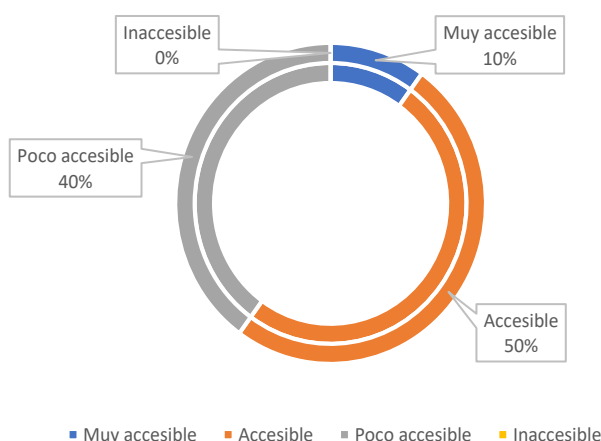 Inaccesible
0%
Muy accesible
10%
Poco accesible
40%
Accesible
50%
Muy accesible
Accesible
Poco accesible
Inaccesible